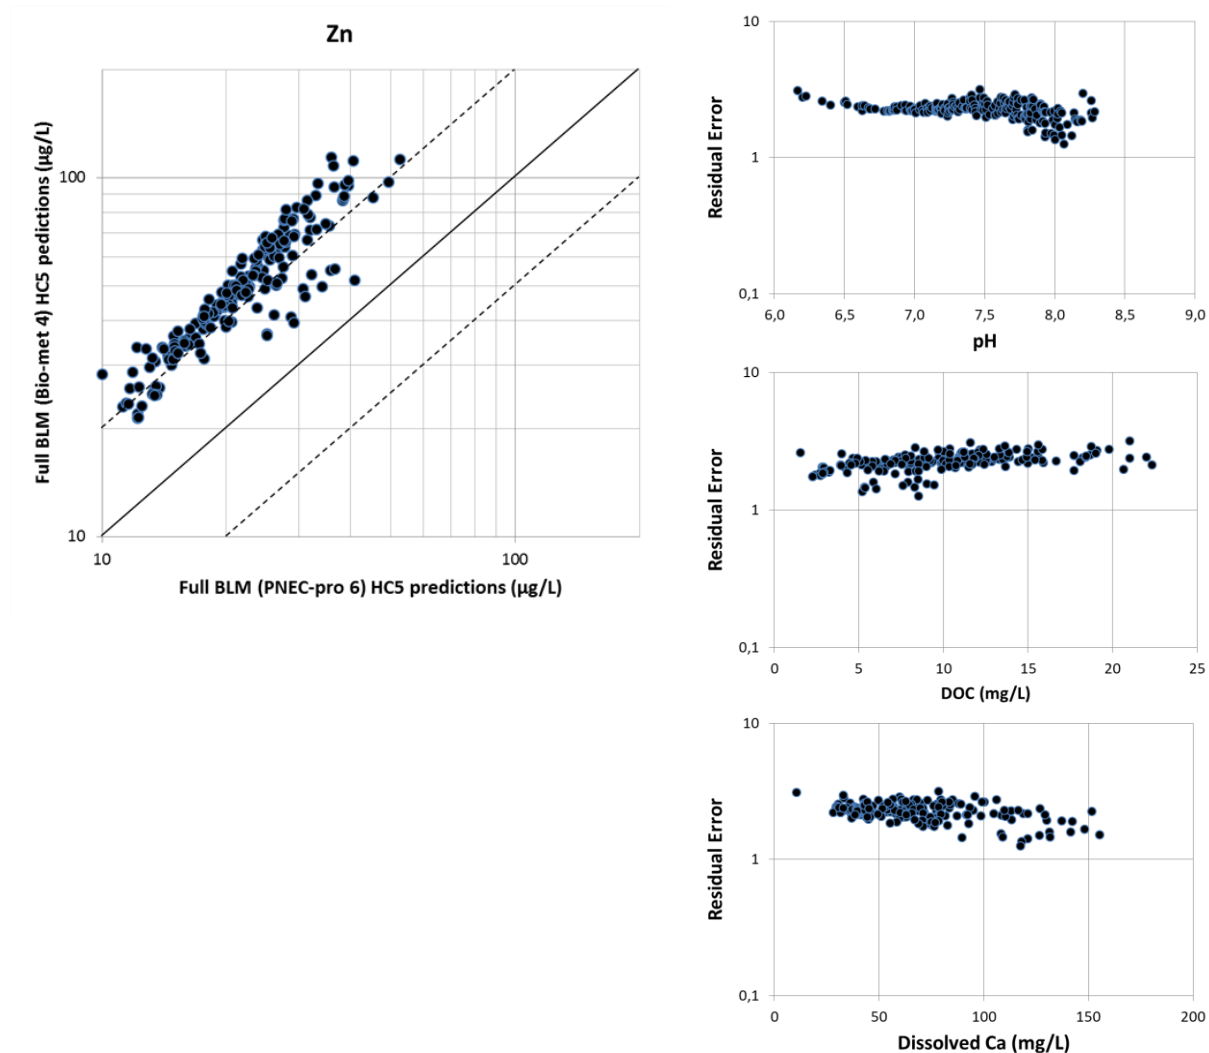 Zn
Full BLM (Bio-met 4) HC5 pedictions (µg/L)
100
10
10
100
Full BLM (PNEC-pro 6) HC5 predictions (µg/L)
Residual Error
10
1
0,1
6,0 6,5 7,0 7,5 8,0 8,5 9,0
pH
Residual Error
10
1
0,1
0 5 10 15 20 25
DOC (mg/L)
Residual Error
10
1
0,1
0 50 100 150 200
Dissolved Ca (mg/L)